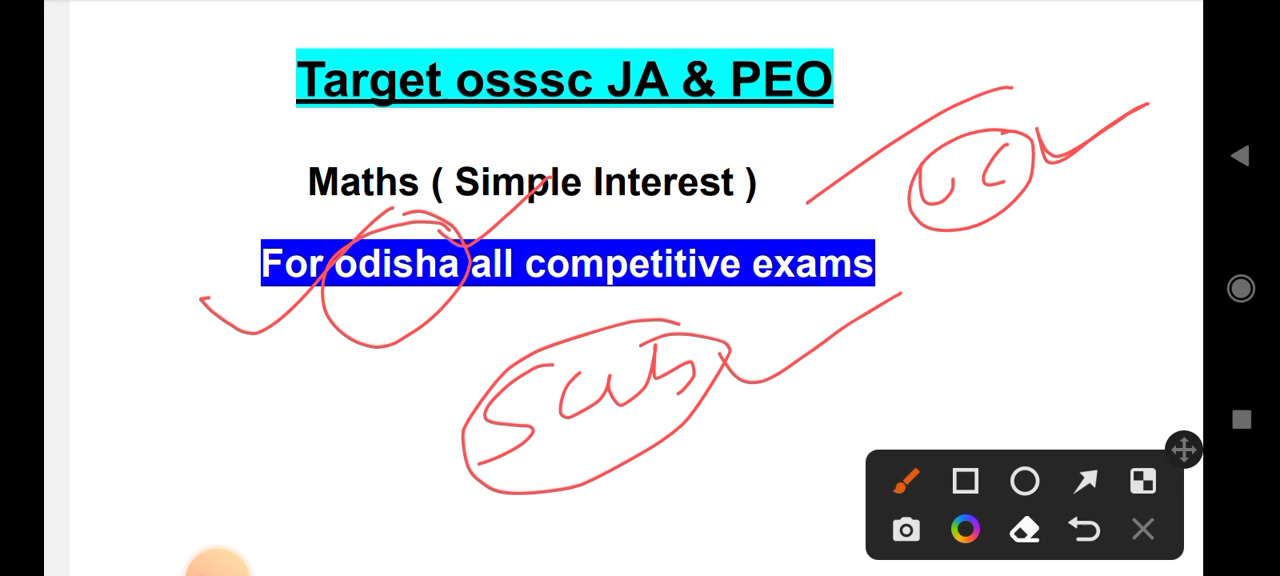 Target osssc JA & PEO
Maths ( Simple Interest )
For odisha all competitive exams